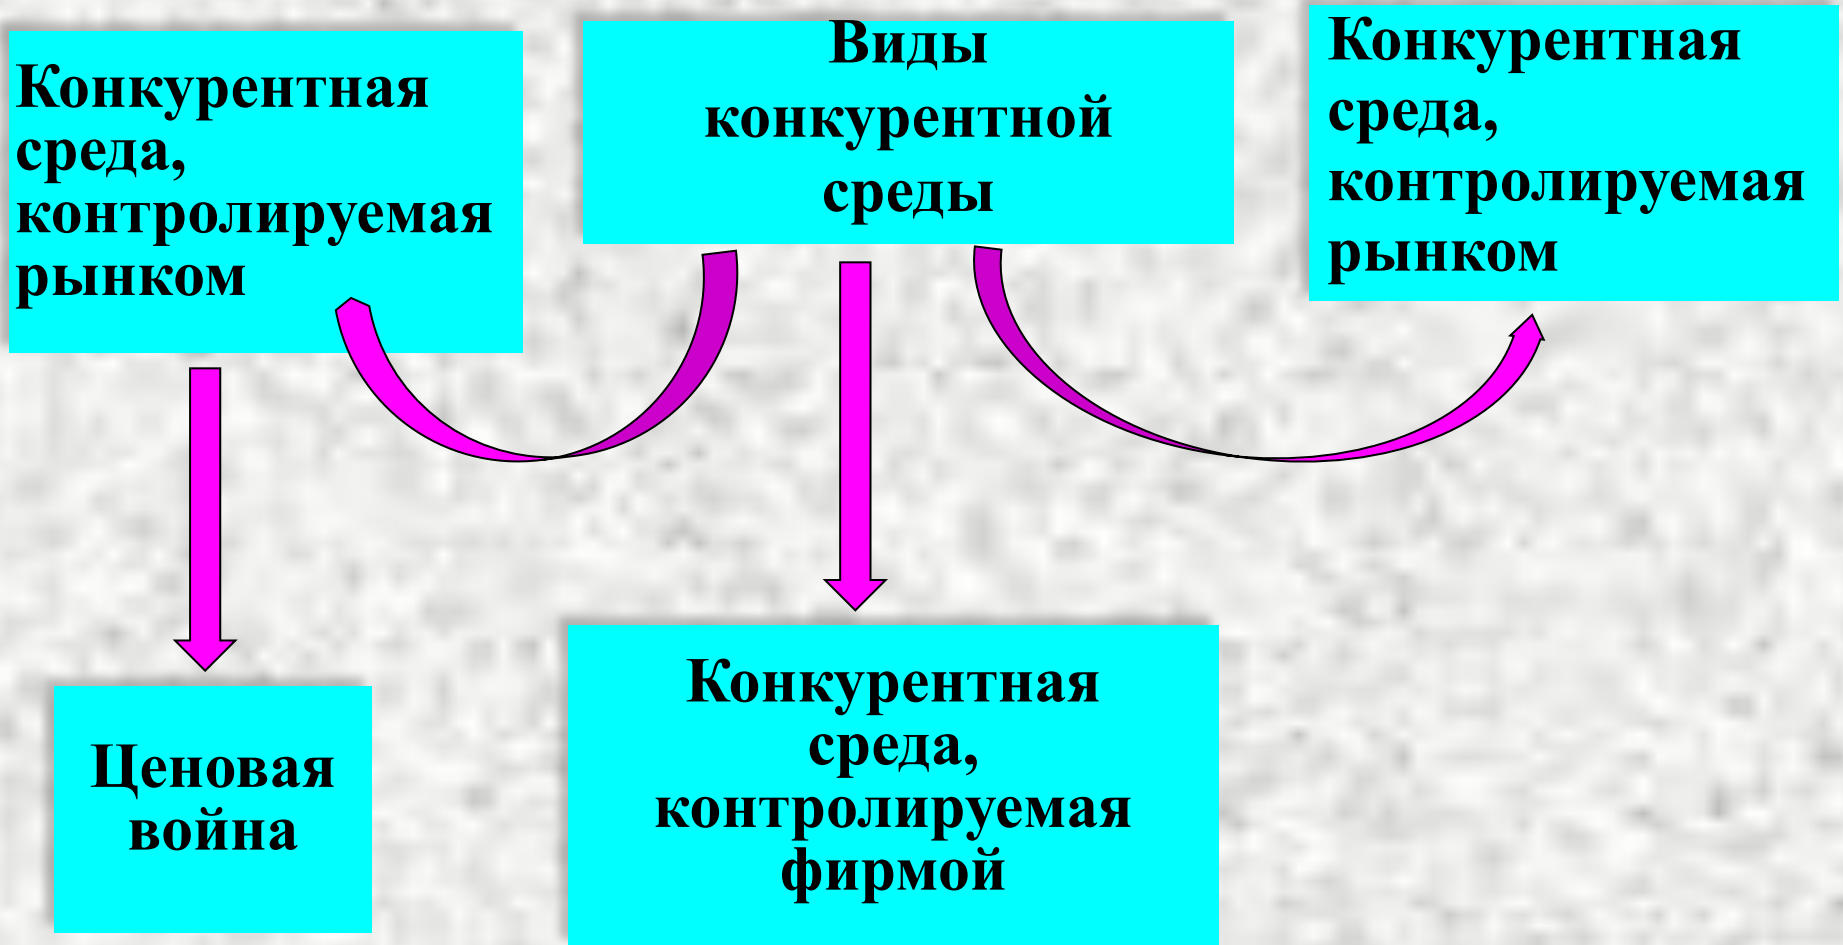 Конкурентная
среда,
контролируемая
рынком
Виды
конкурентной
среды
Конкурентная
среда,
контролируемая
рынком
Ценовая
война
Конкурентная
среда,
контролируемая
фирмой